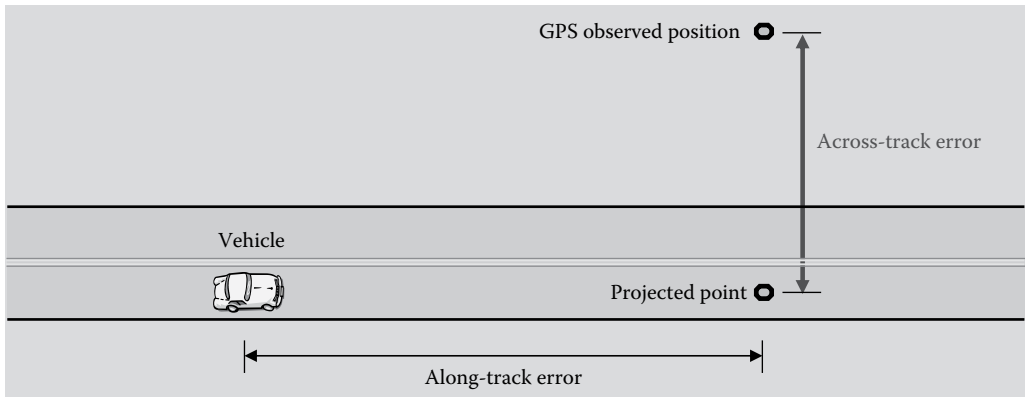 GPS observed position
Across-track error
Vehicle
Projected point
Along-track error